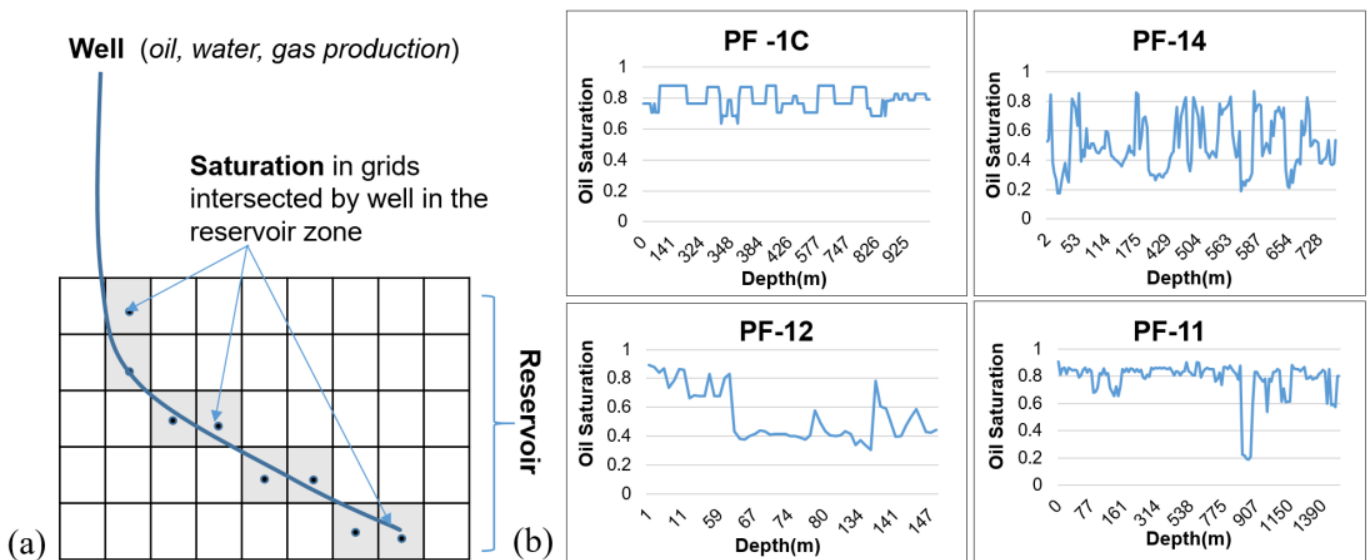 Well (oil, water, gas production)
Saturation in grids
intersected by well in the
reservoir zone
Reservoir
(a)
(b)
PF -1C
Oil Saturation
1
0.8
0.6
0.4
0.2
0
0 141 324 348 384 426 577 747 826 925
Depth(m)
PF-14
Oil Saturation
1
0.8
0.6
0.4
0.2
0
2 53 114 175 429 504 563 587 654 728
Depth(m)
PF-12
Oil Saturation
1
0.8
0.6
0.4
0.2
0
1 11 59 67 74 80 134 141 147
Depth(m)
PF-11
Oil Saturation
1
0.8
0.6
0.4
0.2
0
0 77 161 314 538 775 907 1150 1390
Depth(m)